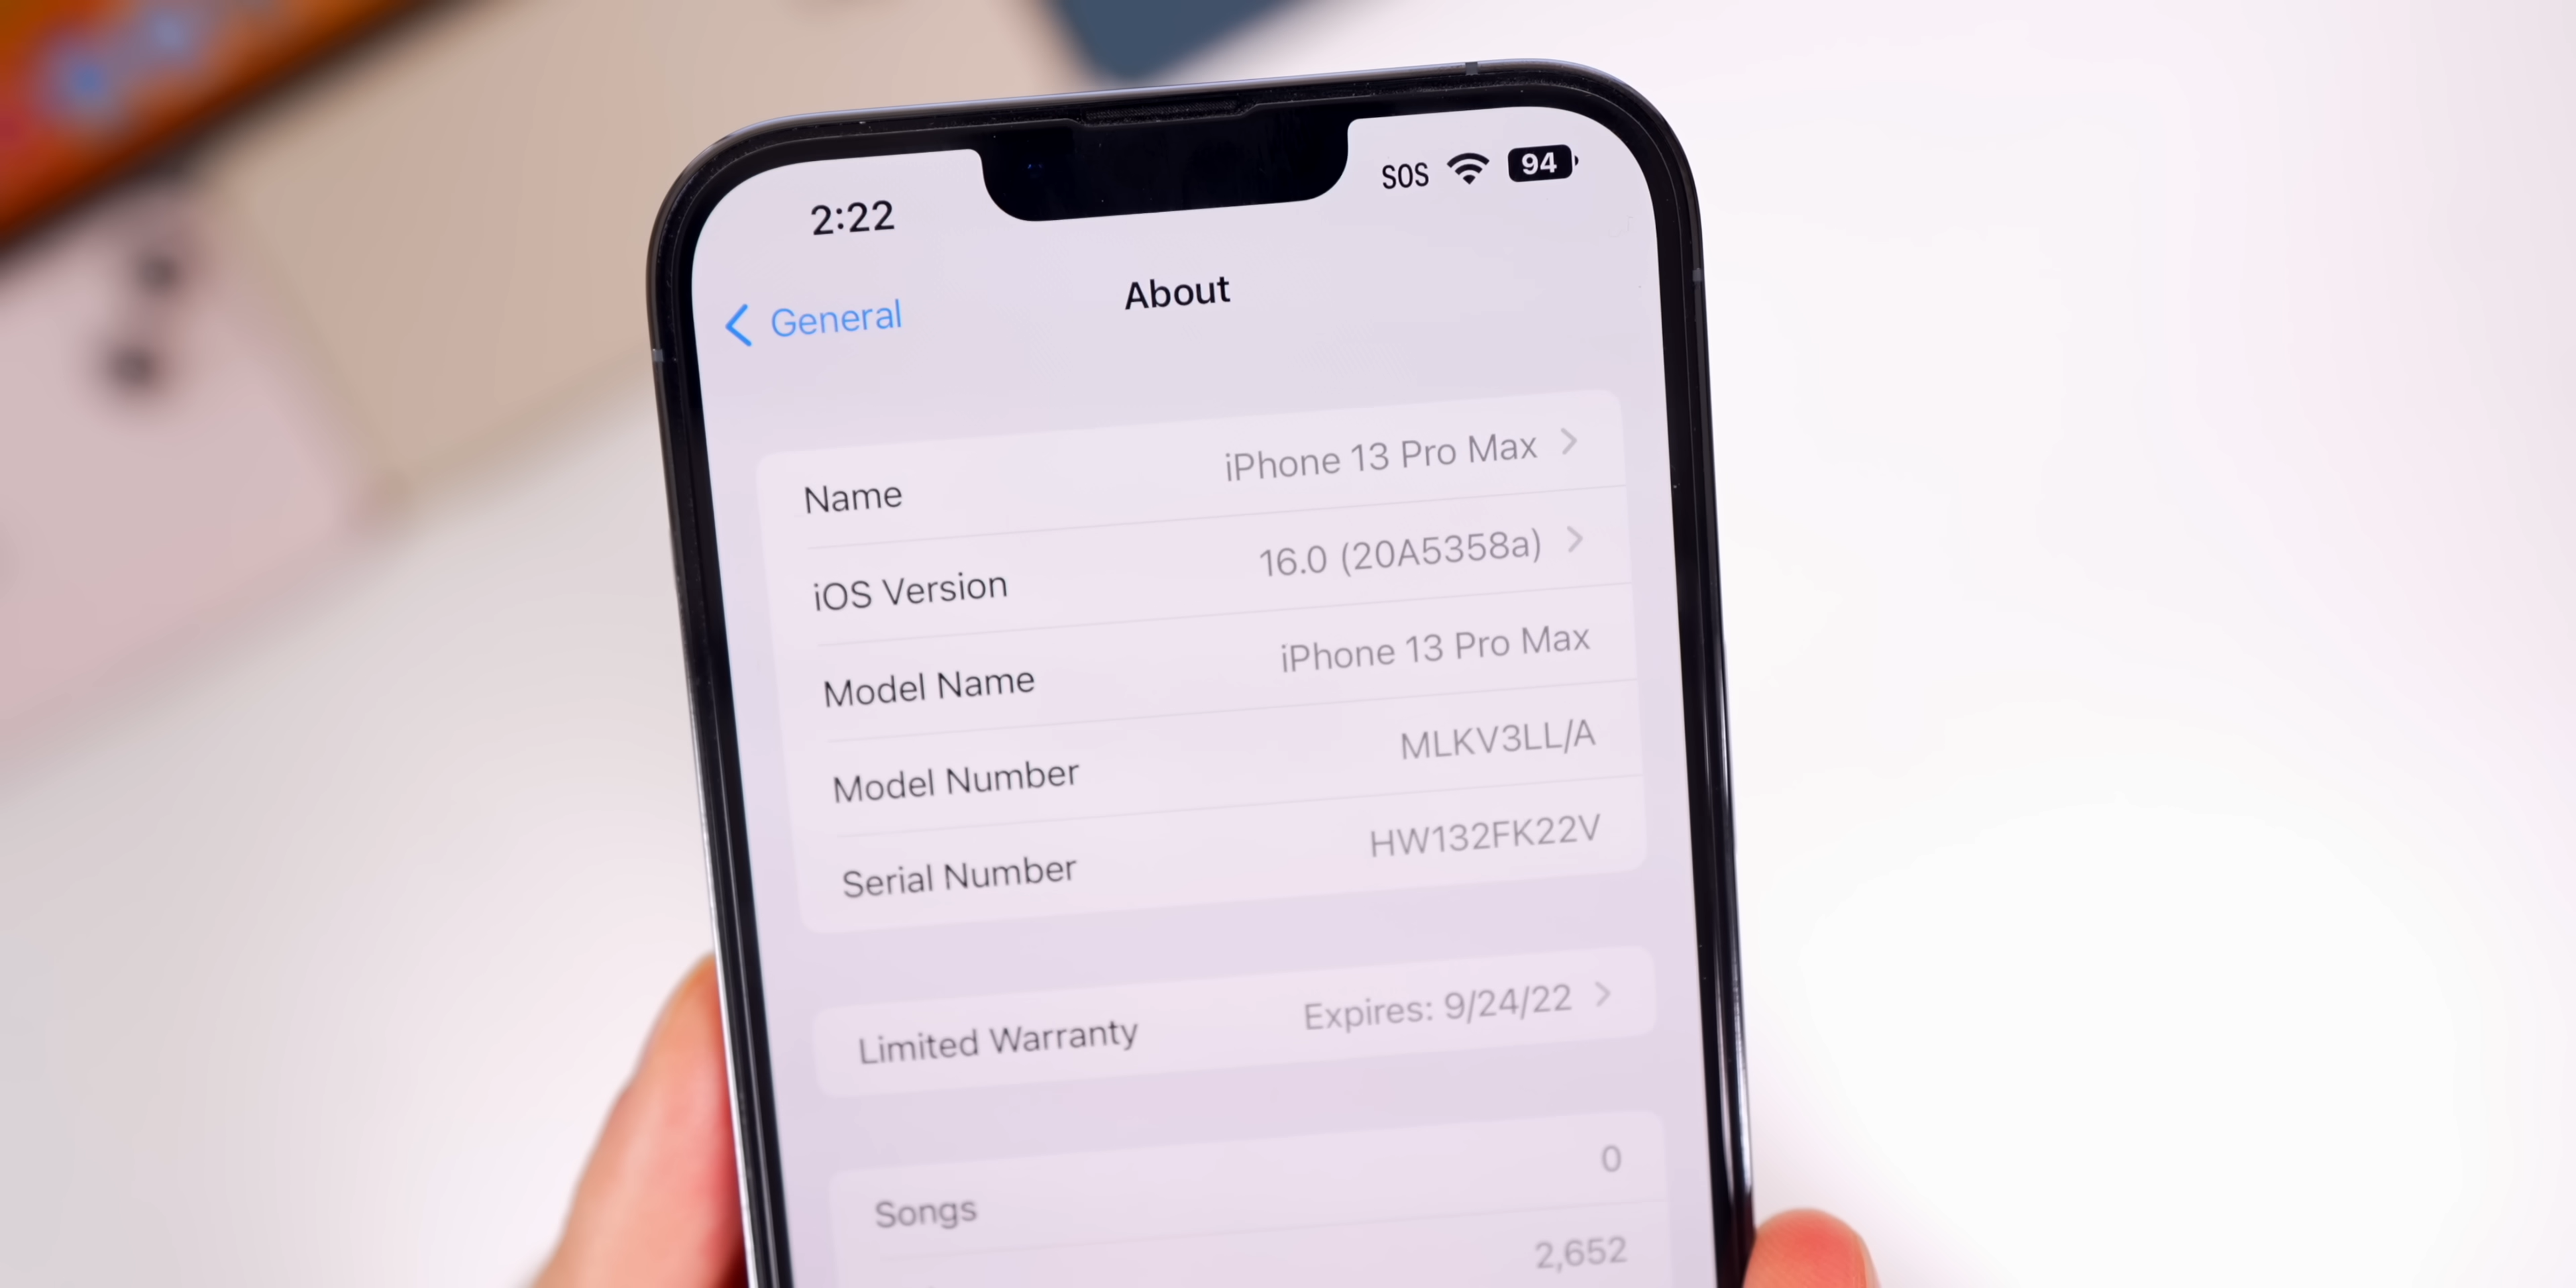 2:22 SOS 94
General About
Name iPhone 13 Pro Max
iOS Version 16.0 (20A5358a)
Model Name iPhone 13 Pro Max
Model Number MLKV3LL/A
Serial Number HW132FK22V
Limited Warranty Expires: 9/24/22
Songs 0
2,652